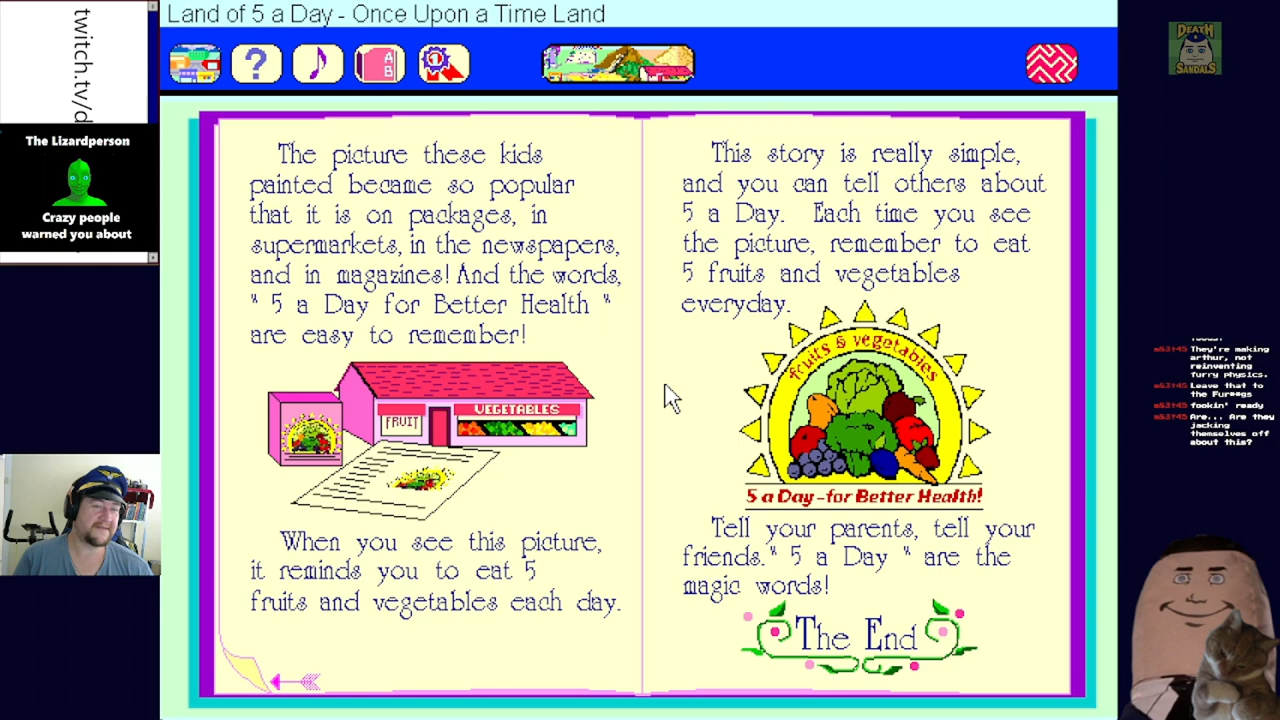 Land of 5 a Day - Once Upon a Time Land
twitch.tv/d
The Lizardperson
Crazy people
warned you about
DEATH
SANDALS
?
A
B
1
The picture these kids
painted became so popular
that it is on packages, in
supermarkets, in the newspapers,
and in magazines! And the words,
" 5 a Day for Better Health "
are easy to remember!
FRUIT
VEGETABLES
When you see this picture,
it reminds you to eat 5
fruits and vegetables each day.
This story is really simple,
and you can tell others about
5 a Day. Each time you see
the picture, remember to eat
5 fruits and vegetables
everyday.
fruits & vegetables
5 a Day-for Better Health!
Tell your parents, tell your
friends." 5 a Day " are the
magic words!
The End
They're making
arthur, not
reinventing
furry physics.
Leave that to
the Fur**gs
fookin' ready
Are... Are they
jacking
themselves off
about this?